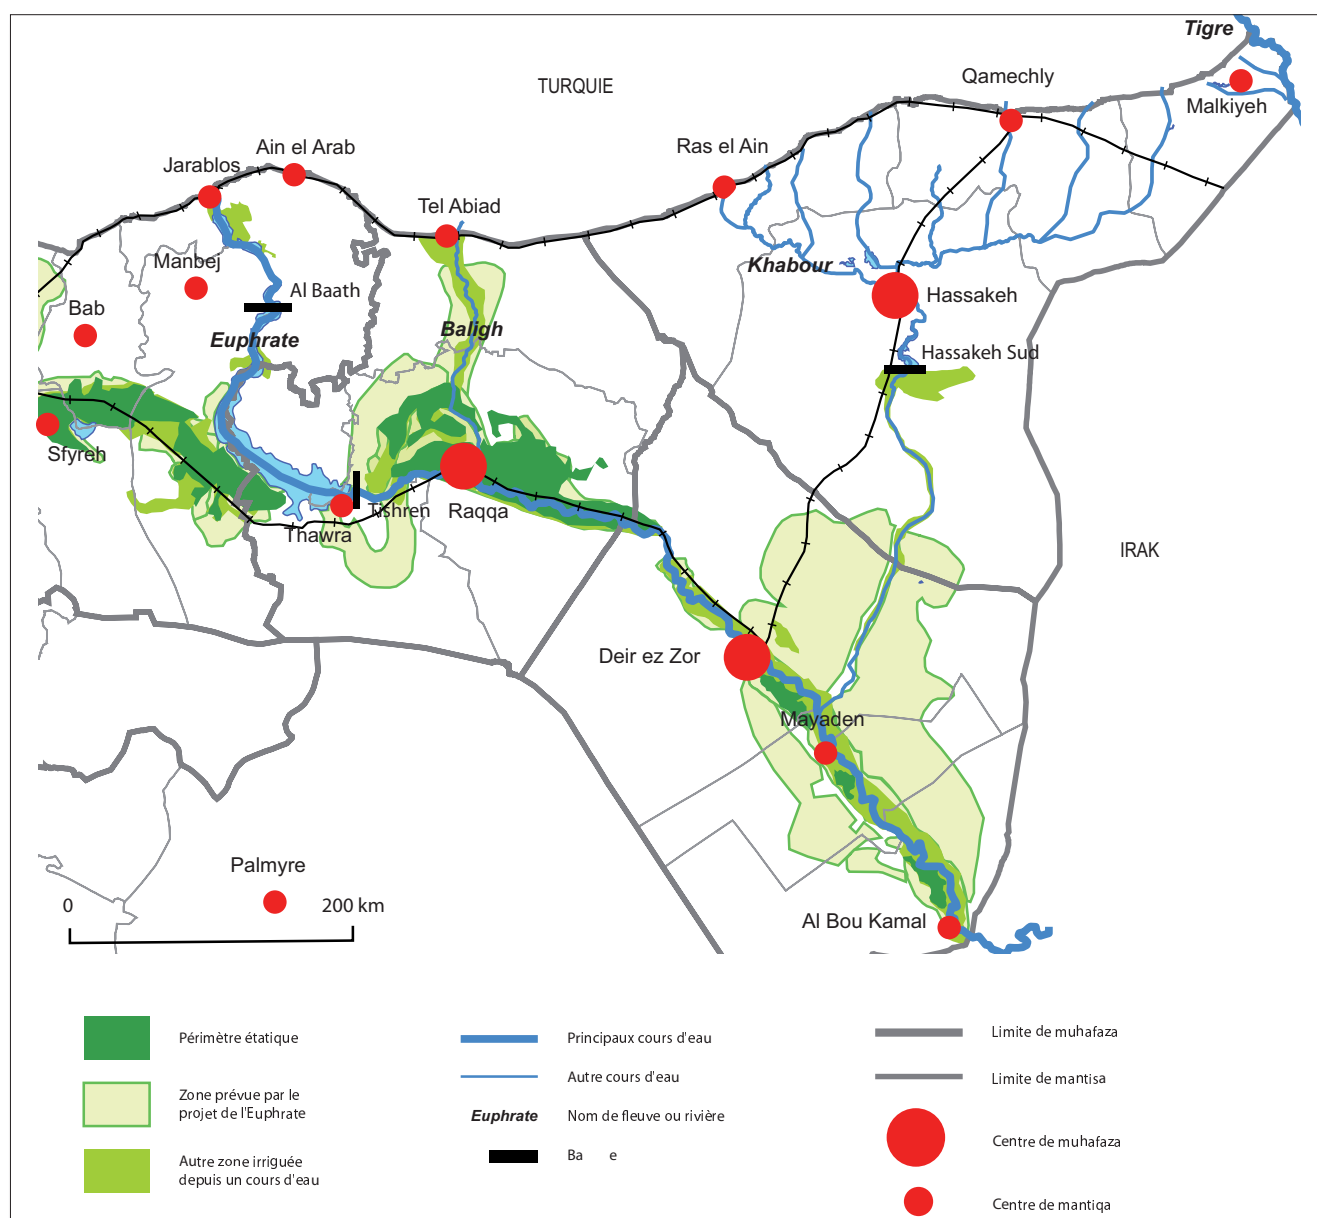 Tigre
TURQUIE
Qamechly
Malkiyeh
Ras el Ain
Ain el Arab
Jarablos
Tel Abiad
Manbej
Khabour
Al Baath
Hassakeh
Bab
Baligh
Euphrate
Hassakeh Sud
Sfyreh
Tishren
Raqqa
Thawra
IRAK
Deir ez Zor
Mayaden
Palmyre
0
200 km
Al Bou Kamal
Périmètre étatique
Zone prévue par le
projet de l'Euphrate
Autre zone irriguée
depuis un cours d'eau
Principaux cours d'eau
Autre cours d'eau
Euphrate
Nom de fleuve ou rivière
Ba e
Limite de muhafaza
Limite de mantisa
Centre de muhafaza
Centre de mantiqa